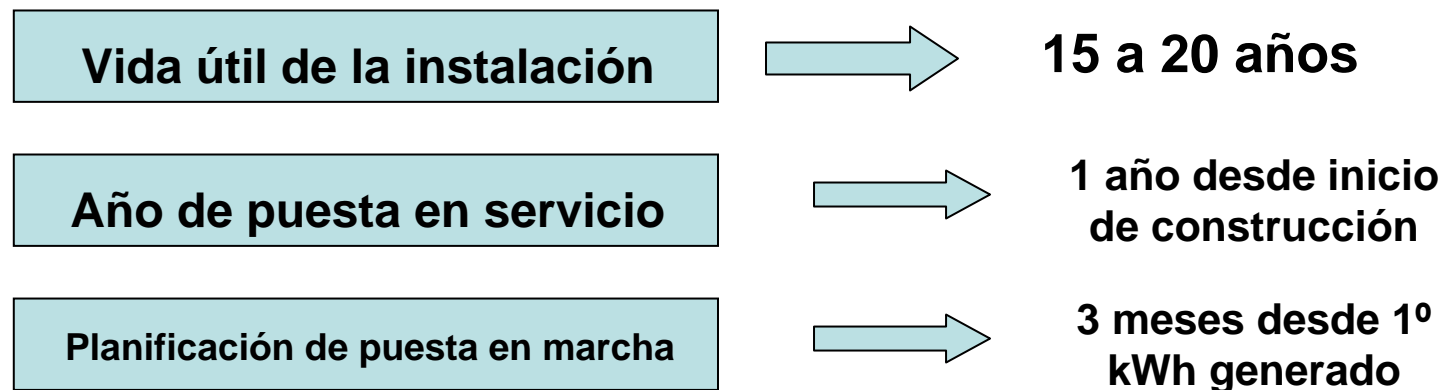 Vida útil de la instalación
15 a 20 años
Año de puesta en servicio
1 año desde inicio
de construcción
Planificación de puesta en marcha
3 meses desde 1º
kWh generado